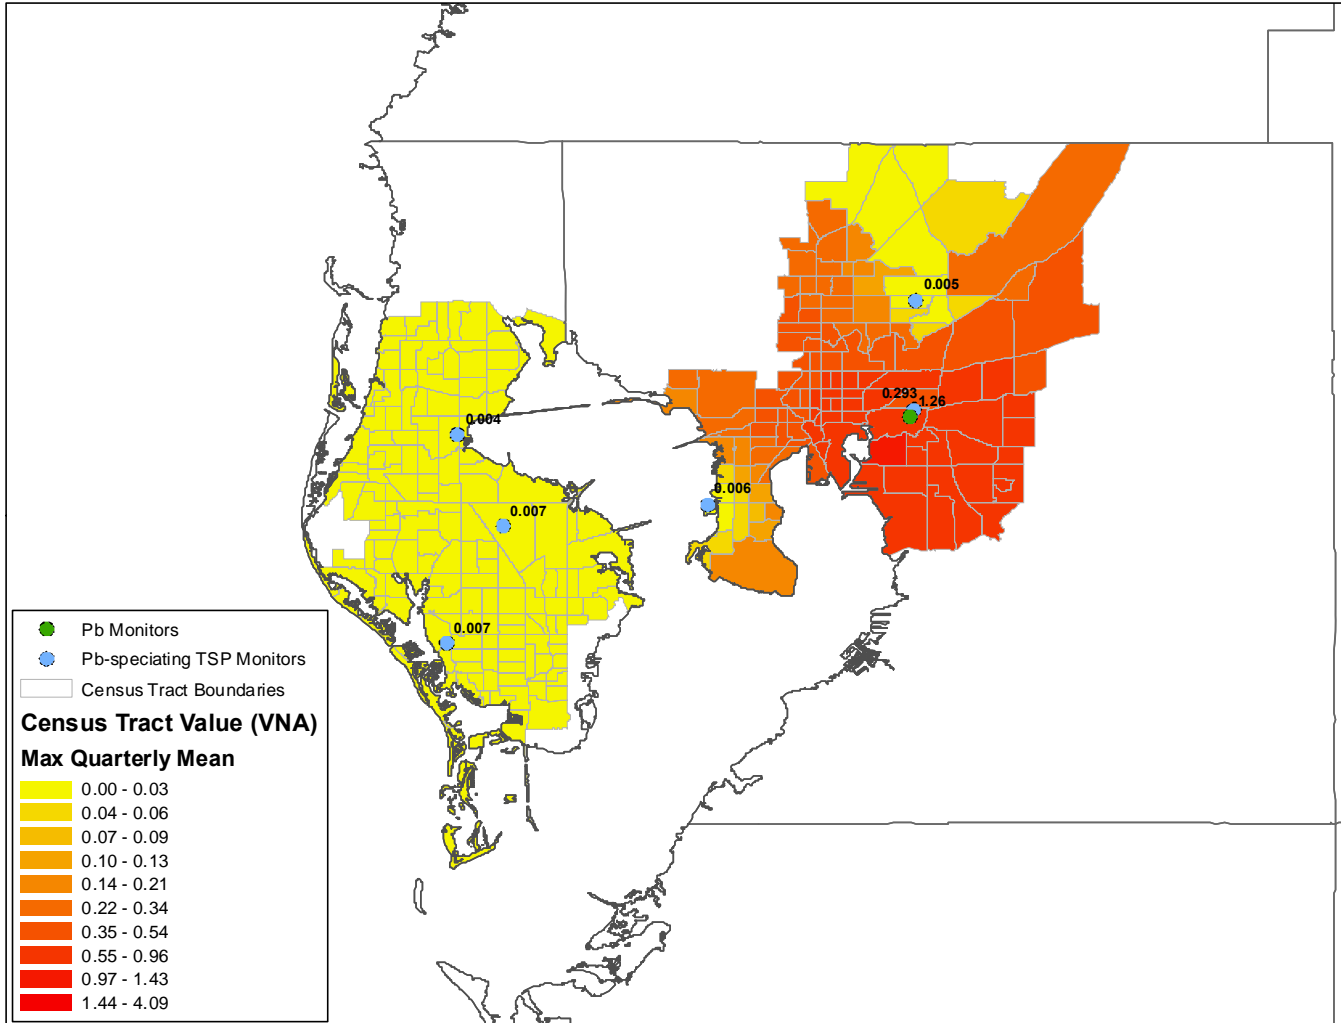 0.005
0.293
1.26
0.004
0.006
0.007
0.007
Pb Monitors
Pb-speciating TSP Monitors
Census Tract Boundaries
Census Tract Value (VNA)
Max Quarterly Mean
0.00 - 0.03
0.04 - 0.06
0.07 - 0.09
0.10 - 0.13
0.14 - 0.21
0.22 - 0.34
0.35 - 0.54
0.55 - 0.96
0.97 - 1.43
1.44 - 4.09